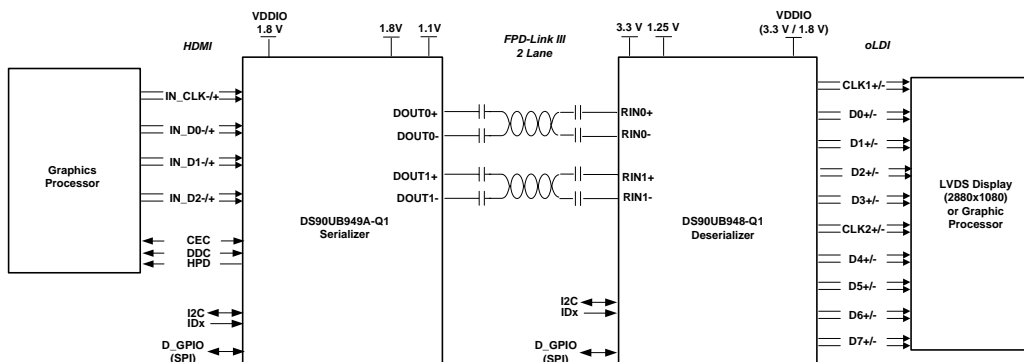 VDDIO
1.8 V
1.8V
1.1V
HDMI
FPD-Link III
2 Lane
3.3 V
1.25 V
VDDIO
(3.3 V / 1.8 V)
oLDI
Graphics
Processor
IN_CLK-/+
IN_D0-/+
IN_D1-/+
IN_D2-/+
CEC
DDC
HPD
I2C
IDx
D_GPIO
(SPI)
DOUT0+
DOUT0-
DOUT1+
DOUT1-
DS90UB949A-Q1
Serializer
RIN0+
RIN0-
RIN1+
RIN1-
DS90UB948-Q1
Deserializer
I2C
IDx
D_GPIO
(SPI)
CLK1+/-
D0+/-
D1+/-
D2+/-
D3+/-
CLK2+/-
D4+/-
D5+/-
D6+/-
D7+/-
LVDS Display
(2880x1080)
or Graphic
Processor